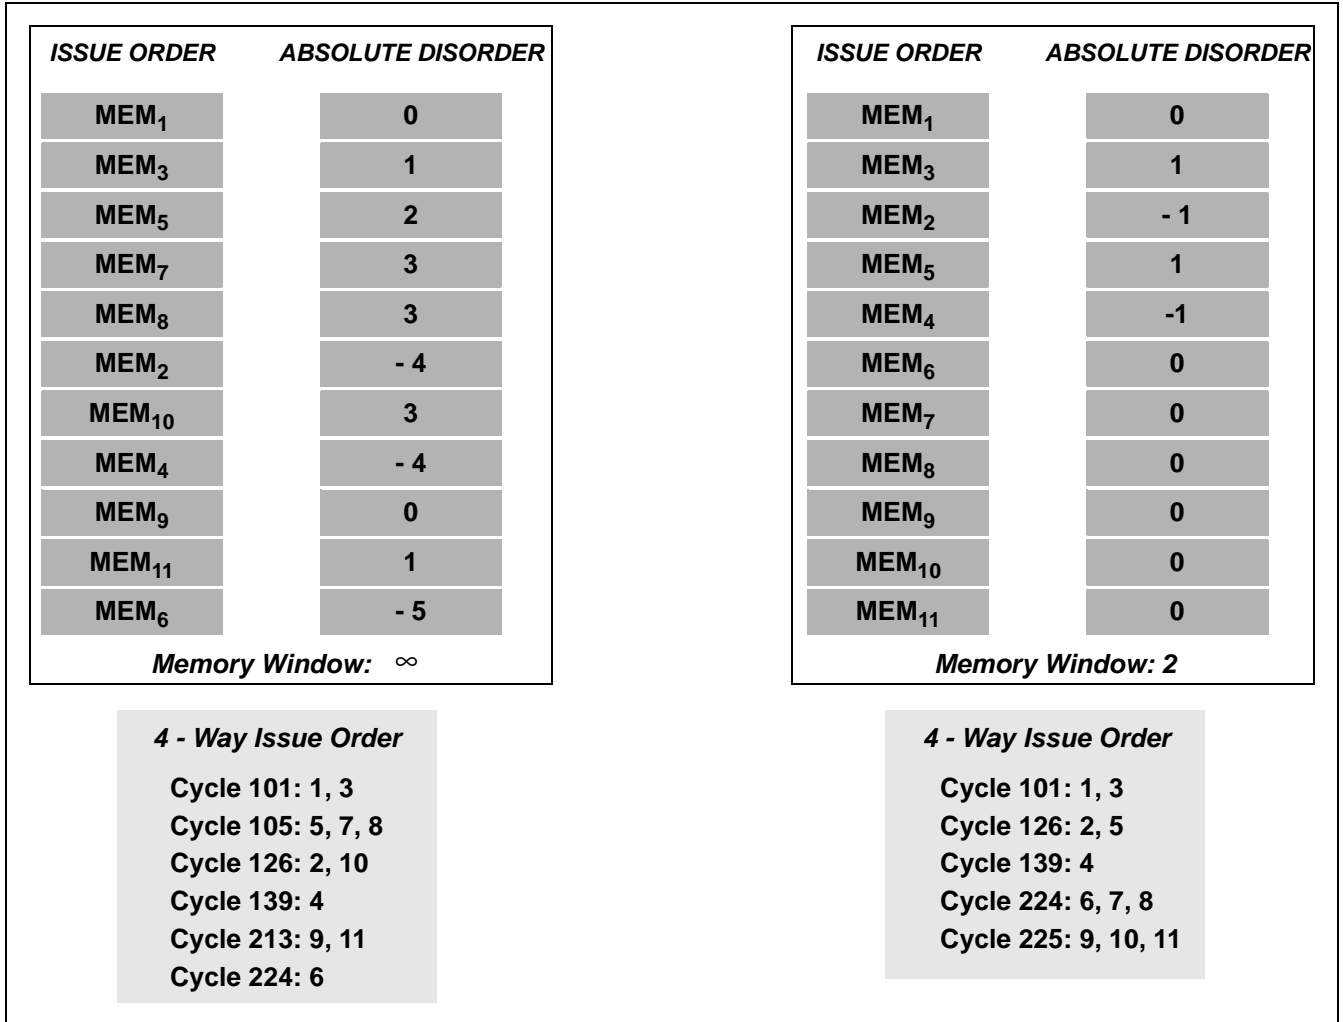 ISSUE ORDER ABSOLUTE DISORDER
MEM₁ 0
MEM₃ 1
MEM₅ 2
MEM₇ 3
MEM₈ 3
MEM₂ - 4
MEM₁₀ 3
MEM₄ - 4
MEM₉ 0
MEM₁₁ 1
MEM₆ - 5
Memory Window: ∞
4 - Way Issue Order
Cycle 101: 1, 3
Cycle 105: 5, 7, 8
Cycle 126: 2, 10
Cycle 139: 4
Cycle 213: 9, 11
Cycle 224: 6
ISSUE ORDER ABSOLUTE DISORDER
MEM₁ 0
MEM₃ 1
MEM₂ - 1
MEM₅ 1
MEM₄ -1
MEM₆ 0
MEM₇ 0
MEM₈ 0
MEM₉ 0
MEM₁₀ 0
MEM₁₁ 0
Memory Window: 2
4 - Way Issue Order
Cycle 101: 1, 3
Cycle 126: 2, 5
Cycle 139: 4
Cycle 224: 6, 7, 8
Cycle 225: 9, 10, 11